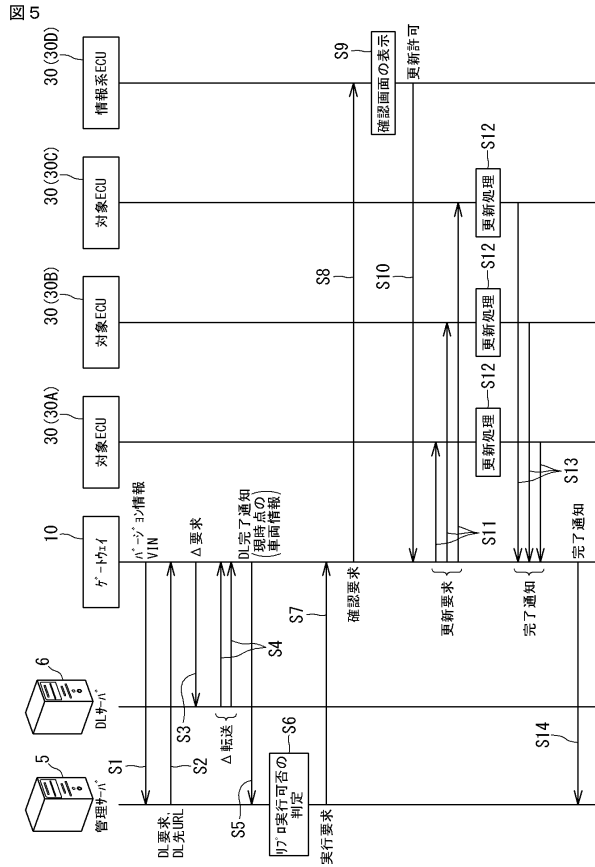 図5
5
管理サーバ
6
DLサーバ
10
ゲートウェイ
30(30A)
対象ECU
30(30B)
対象ECU
30(30C)
対象ECU
30(30D)
情報系ECU
S1
バージョン情報
VIN
DL要求、
DL先URL
S2
S3
Δ要求
Δ転送
S4
S5
DL完了通知
(現時点の
車両情報)
リプロ実行可否の
判定
S6
実行要求
S7
確認要求
S8
S9
確認画面の表示
S10
更新許可
更新要求
S11
S12
更新処理
S12
更新処理
S12
更新処理
完了通知
S13
S14
完了通知